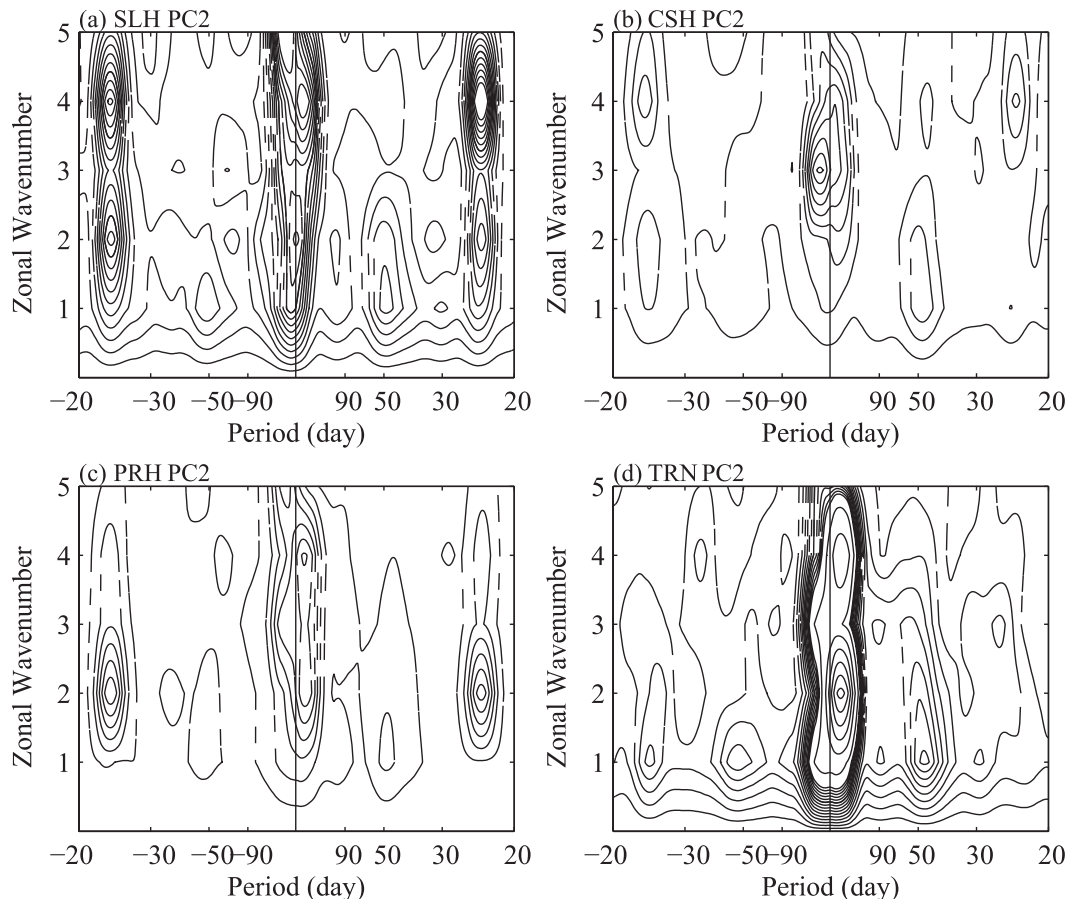 (a) SLH PC2
5
4
3
2
1
Zonal Wavenumber
−20 −30 −50 −90 90 50 30 20
Period (day)
(b) CSH PC2
5
4
3
2
1
Zonal Wavenumber
−20 −30 −50 −90 90 50 30 20
Period (day)
(c) PRH PC2
5
4
3
2
1
Zonal Wavenumber
−20 −30 −50 −90 90 50 30 20
Period (day)
(d) TRN PC2
5
4
3
2
1
Zonal Wavenumber
−20 −30 −50 −90 90 50 30 20
Period (day)